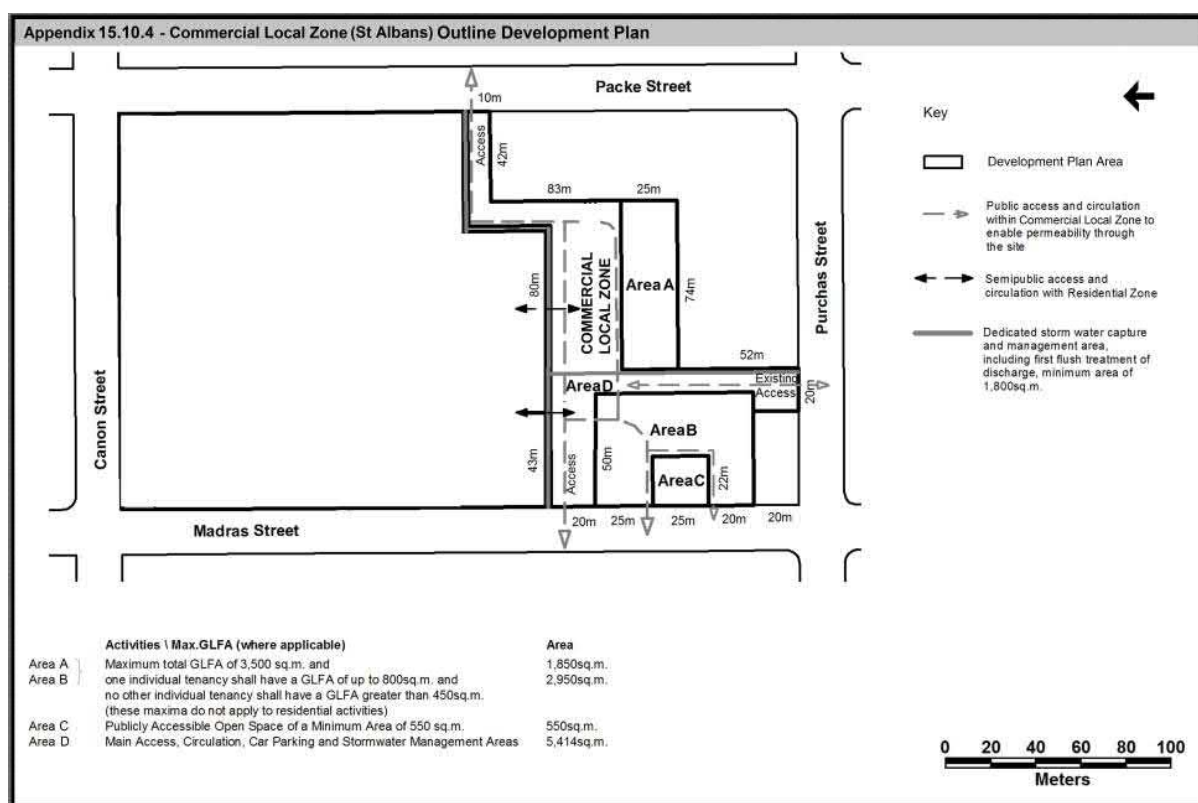 Appendix 15.10.4 - Commercial Local Zone (St Albans) Outline Development Plan
Packe Street
10m
Access
42m
83m
25m
Key
Development Plan Area
Public access and circulation
within Commercial Local Zone to
enable permeability through
the site
Semipublic access and
circulation with Residential Zone
Dedicated storm water capture
and management area,
including first flush treatment of
discharge, minimum area of
1,800sq.m.
80m
COMMERCIAL
LOCAL ZONE
Area A
74m
Purchas Street
Canon Street
52m
Area D
Existing
Access
20m
Area B
43m
Access
50m
Area C
22m
20m
25m
25m
20m
20m
Madras Street
Activities \ Max.GLFA (where applicable)
Area
Area A
Maximum total GLFA of 3,500 sq.m. and
1,850sq.m.
Area B
one individual tenancy shall have a GLFA of up to 800sq.m. and
2,950sq.m.
no other individual tenancy shall have a GLFA greater than 450sq.m.
(these maxima do not apply to residential activities)
Area C
Publicly Accessible Open Space of a Minimum Area of 550 sq.m.
550sq.m.
Area D
Main Access, Circulation, Car Parking and Stormwater Management Areas
5,414sq.m.
0 20 40 60 80 100
Meters